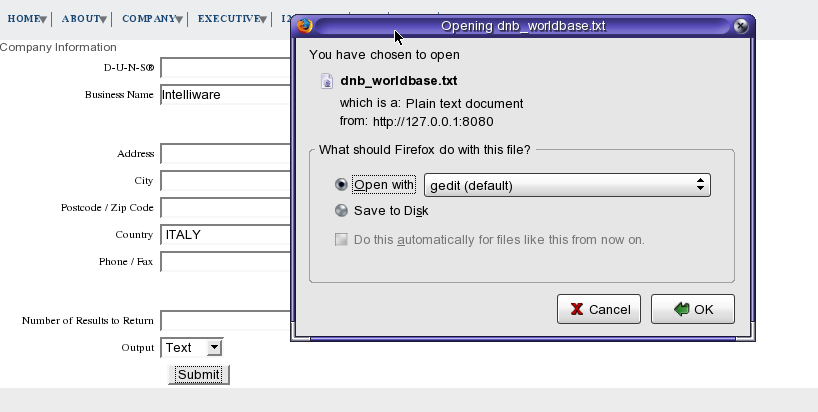 HOME ABOUT COMPANY EXECUTIVE
Opening dnb_worldbase.txt
Company Information
D-U-N-S®
Business Name Intelliware
Address
City
Postcode / Zip Code
Country ITALY
Phone / Fax
Number of Results to Return
Output Text
Submit
You have chosen to open
dnb_worldbase.txt
which is a: Plain text document
from: http://127.0.0.1:8080
What should Firefox do with this file?
Open with gedit (default)
Save to Disk
Do this automatically for files like this from now on.
Cancel OK